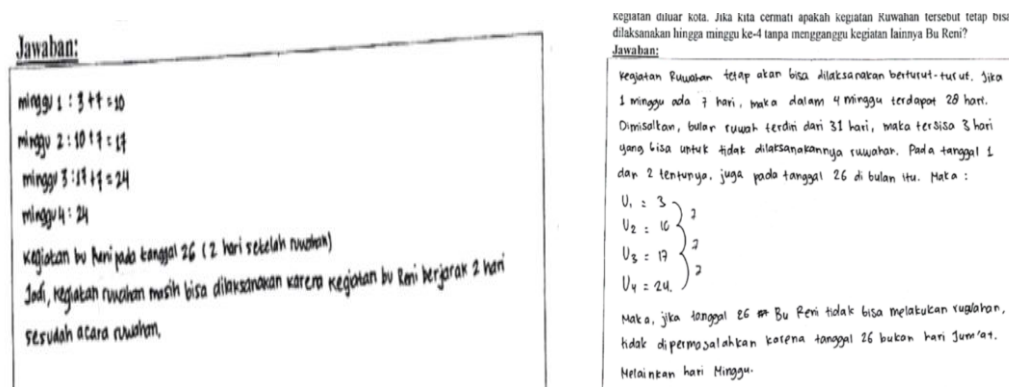 Jawaban:
minggu 1 : 3 + 7 = 10
minggu 2 : 10 + 7 = 17
minggu 3 : 17 + 7 = 24
minggu 4 : 24
kegiatan bu Reni pada tanggal 26 (2 hari setelah ruwahan)
Jadi, kegiatan ruwahan masih bisa dilaksanakan karena kegiatan bu Reni berjarak 2 hari
sesudah acara ruwahan.
kegiatan diluar kota. Jika kita cermati apakah kegiatan Ruwahan tersebut tetap bisa
dilaksanakan hingga minggu ke-4 tanpa mengganggu kegiatan lainnya Bu Reni?
Jawaban:
kegiatan Ruwahan tetap akan bisa dilaksanakan berturut-turut. Jika
1 minggu ada 7 hari, maka dalam 4 minggu terdapat 28 hari.
Dimisalkan, bulan ruwah terdiri dari 31 hari, maka tersisa 3 hari
yang bisa untuk tidak dilaksanakannya ruwahan. Pada tanggal 1
dan 2 tentunya, juga pada tanggal 26 di bulan itu. Maka :
U₁ = 3
7
U₂ = 10
7
U₃ = 17
7
U₄ = 24
Maka, jika tanggal 26 Bu Reni tidak bisa melakukan ruwahan,
tidak dipermasalahkan karena tanggal 26 bukan hari Jum'at.
Melainkan hari Minggu.